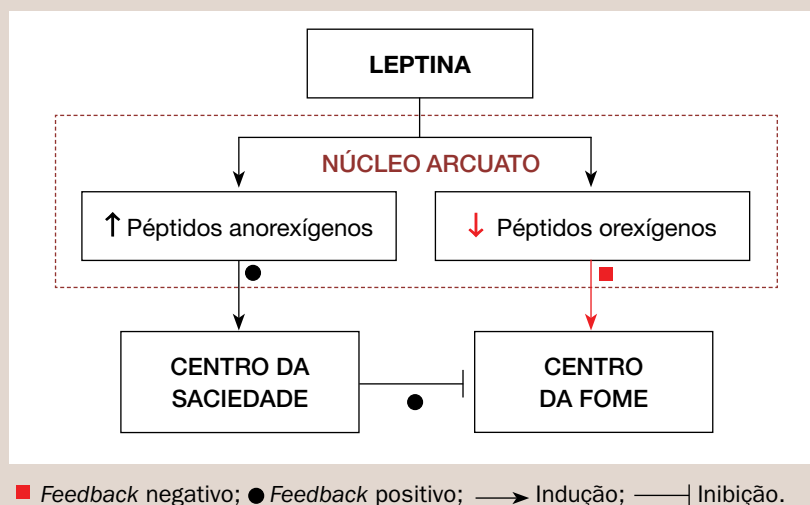 LEPTINA
NÚCLEO ARCUATO
↑ Péptidos anorexígenos
↓ Péptidos orexígenos
CENTRO DA
SACIEDADE
CENTRO
DA FOME
Feedback negativo; Feedback positivo; Indução; Inibição.